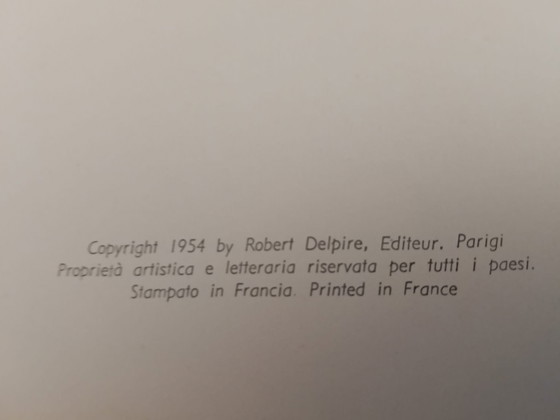 Copyright 1954 by Robert Delpire, Editeur. Parigi
Proprietà artistica e letteraria riservata per tutti i paesi.
Stampato in Francia. Printed in France